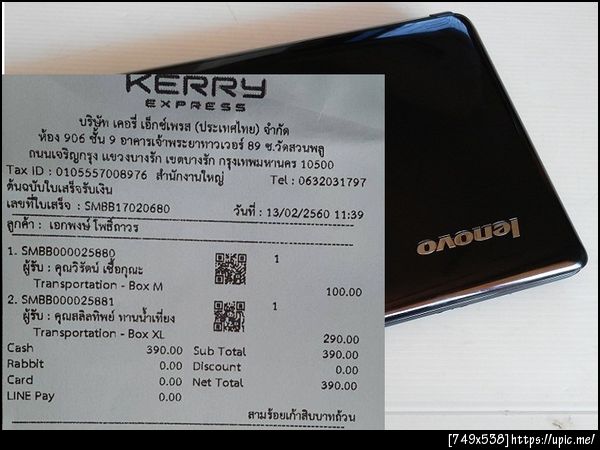 KERRY
EXPRESS
บริษัท เคอรี่ เอ็กซ์เพรส (ประเทศไทย) จำกัด
ห้อง 906 ชั้น 9 อาคารเจ้าพระยาทาวเวอร์ 89 ซ.วัดสวนพลู
ถนนเจริญกรุง แขวงบางรัก เขตบางรัก กรุงเทพมหานคร 10500
Tax ID : 0105557008976 สำนักงานใหญ่ Tel : 0632031797
ต้นฉบับใบเสร็จรับเงิน
เลขที่ใบเสร็จ : SMBB17020680 วันที่ : 13/02/2560 11:39
ลูกค้า : เอกพงษ์ โพธิ์ถาวร
1. SMBB000025880 1
ผู้รับ : คุณวิรัตน์ เชื้อกุณะ
Transportation - Box M 100.00
2. SMBB000025881 1
ผู้รับ : คุณสลิลทิพย์ ทานน้ำเที่ยง
Transportation - Box XL 290.00
Cash 390.00 Sub Total 390.00
Rabbit 0.00 Discount 0.00
Card 0.00 Net Total 390.00
LINE Pay 0.00
สามร้อยเก้าสิบบาทถ้วน
lenovo
[749x538]https://upic.me/